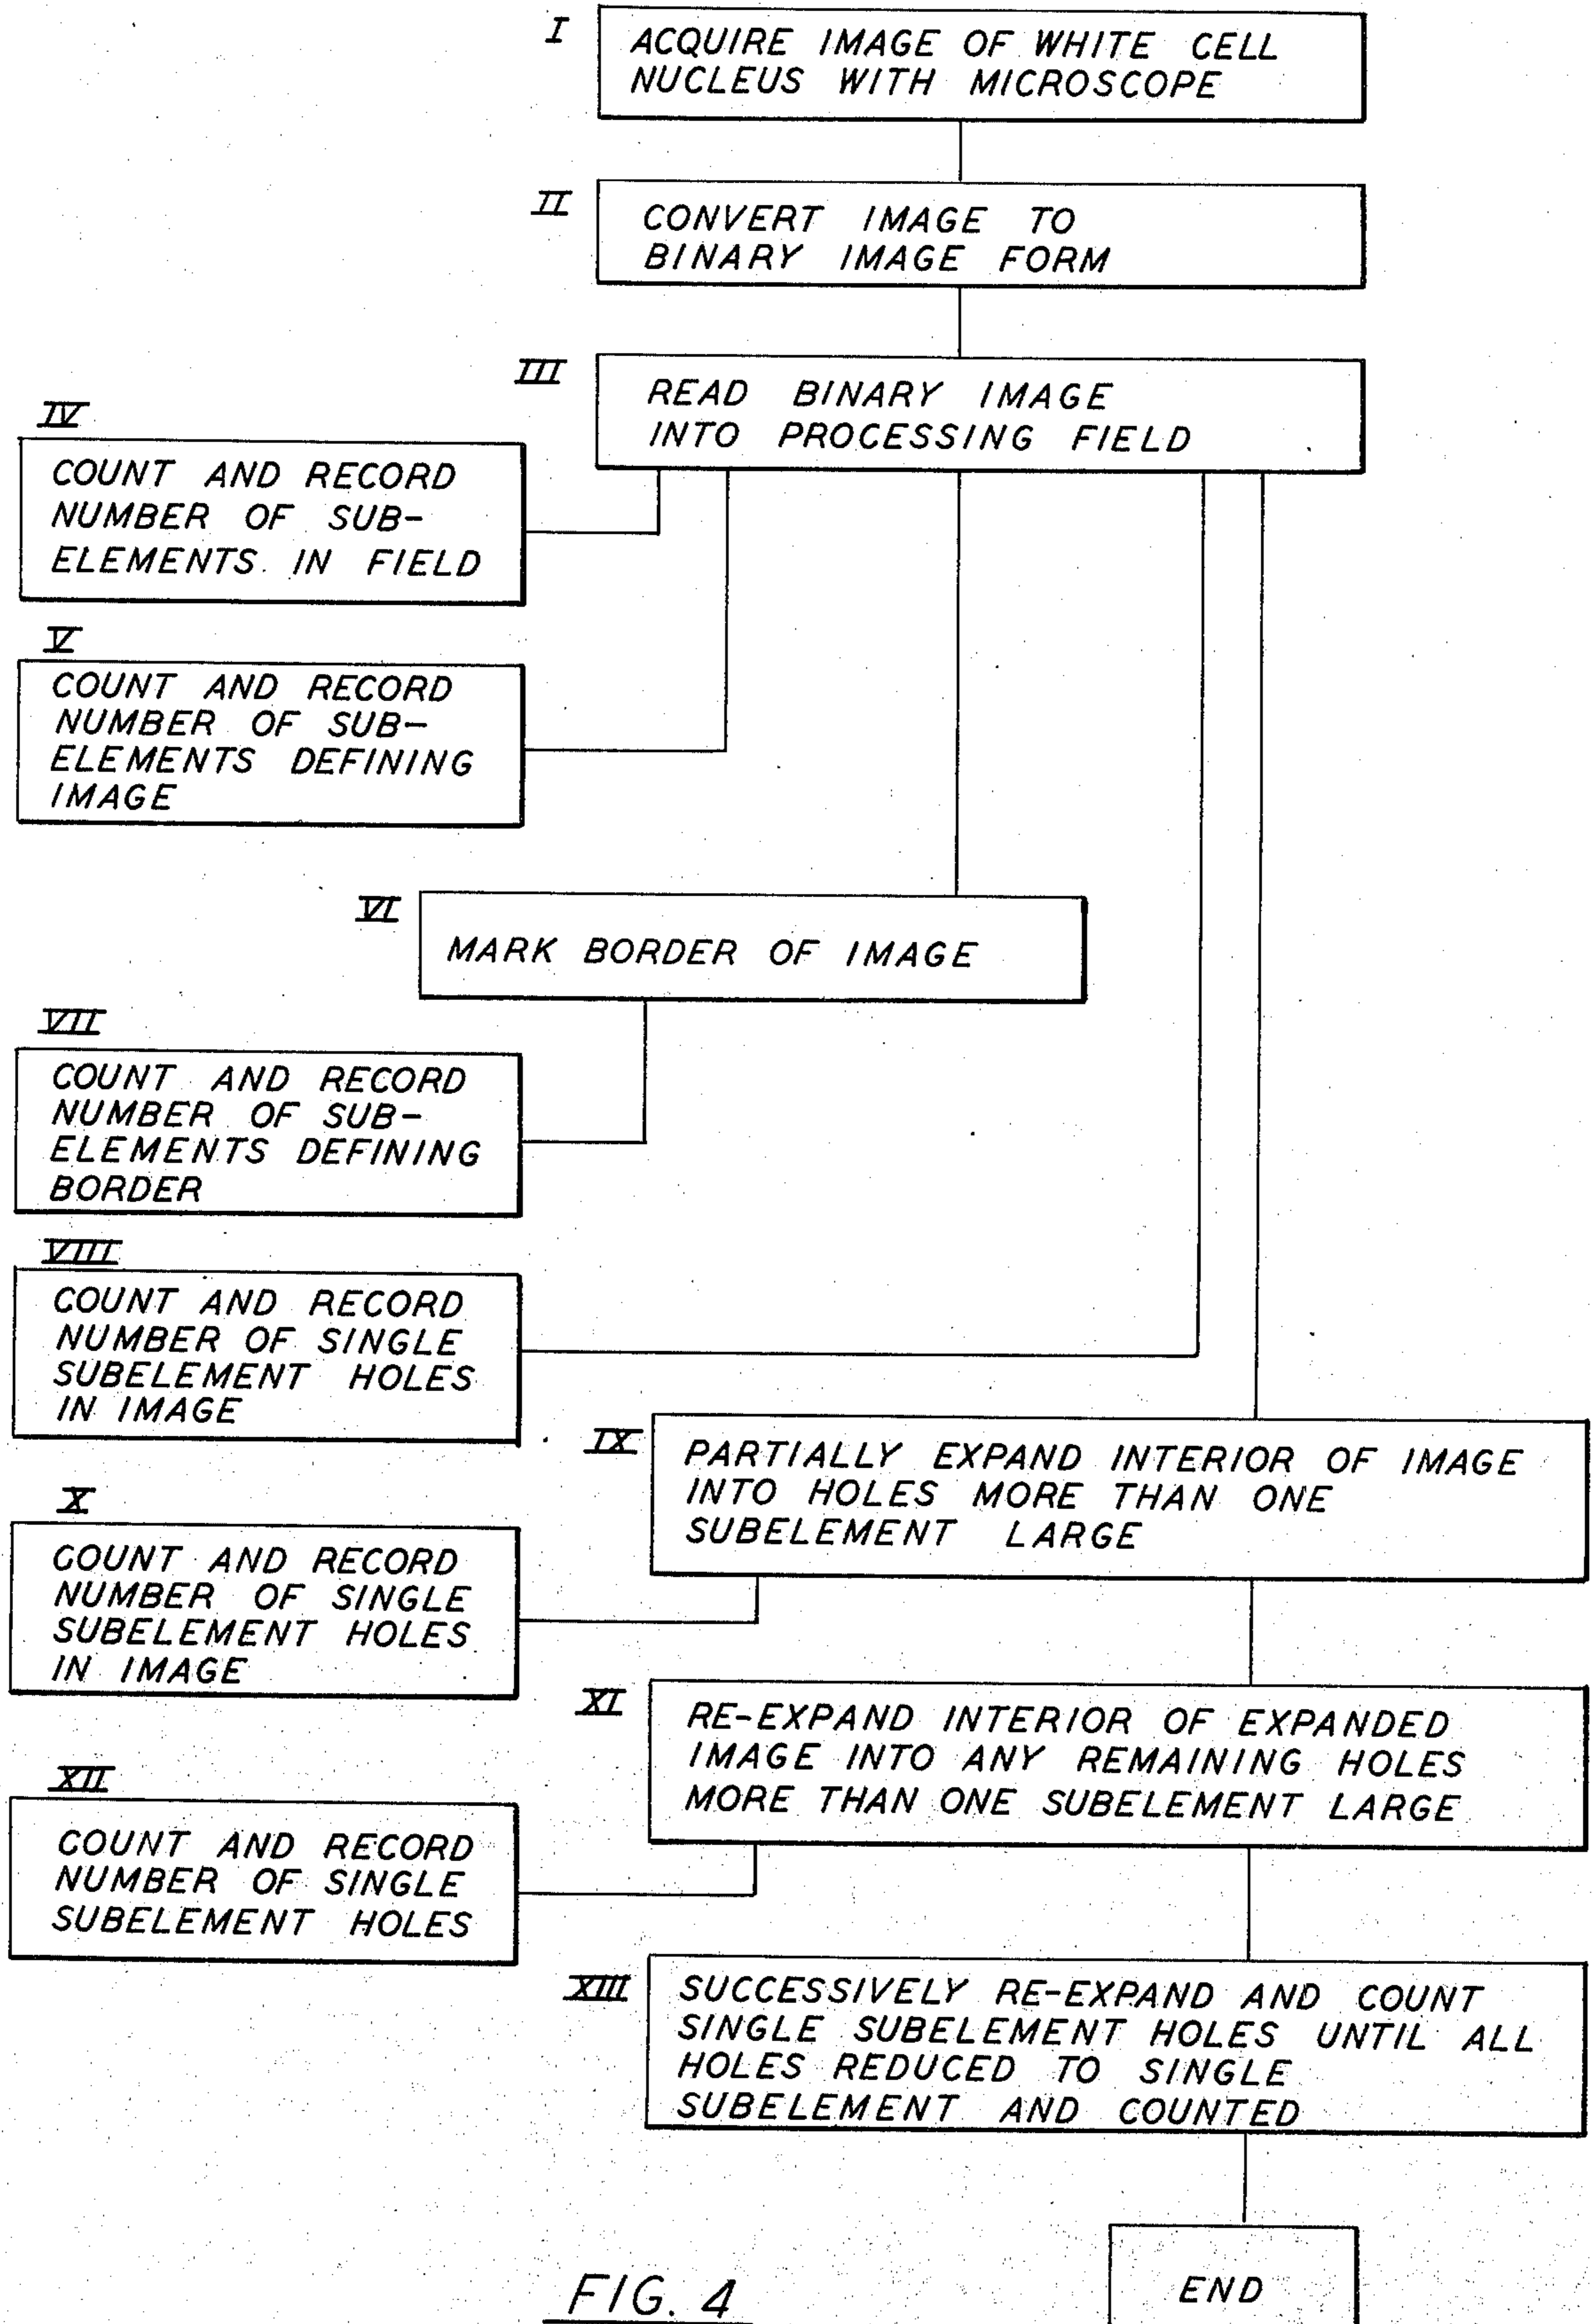 I
ACQUIRE IMAGE OF WHITE CELL
NUCLEUS WITH MICROSCOPE
II
CONVERT IMAGE TO
BINARY IMAGE FORM
III
READ BINARY IMAGE
INTO PROCESSING FIELD
IV
COUNT AND RECORD
NUMBER OF SUB-
ELEMENTS IN FIELD
V
COUNT AND RECORD
NUMBER OF SUB-
ELEMENTS DEFINING
IMAGE
VI
MARK BORDER OF IMAGE
VII
COUNT AND RECORD
NUMBER OF SUB-
ELEMENTS DEFINING
BORDER
VIII
COUNT AND RECORD
NUMBER OF SINGLE
SUBELEMENT HOLES
IN IMAGE
IX
PARTIALLY EXPAND INTERIOR OF IMAGE
INTO HOLES MORE THAN ONE
SUBELEMENT LARGE
X
COUNT AND RECORD
NUMBER OF SINGLE
SUBELEMENT HOLES
IN IMAGE
XI
RE-EXPAND INTERIOR OF EXPANDED
IMAGE INTO ANY REMAINING HOLES
MORE THAN ONE SUBELEMENT LARGE
XII
COUNT AND RECORD
NUMBER OF SINGLE
SUBELEMENT HOLES
XIII
SUCCESSIVELY RE-EXPAND AND COUNT
SINGLE SUBELEMENT HOLES UNTIL ALL
HOLES REDUCED TO SINGLE
SUBELEMENT AND COUNTED
END
FIG. 4